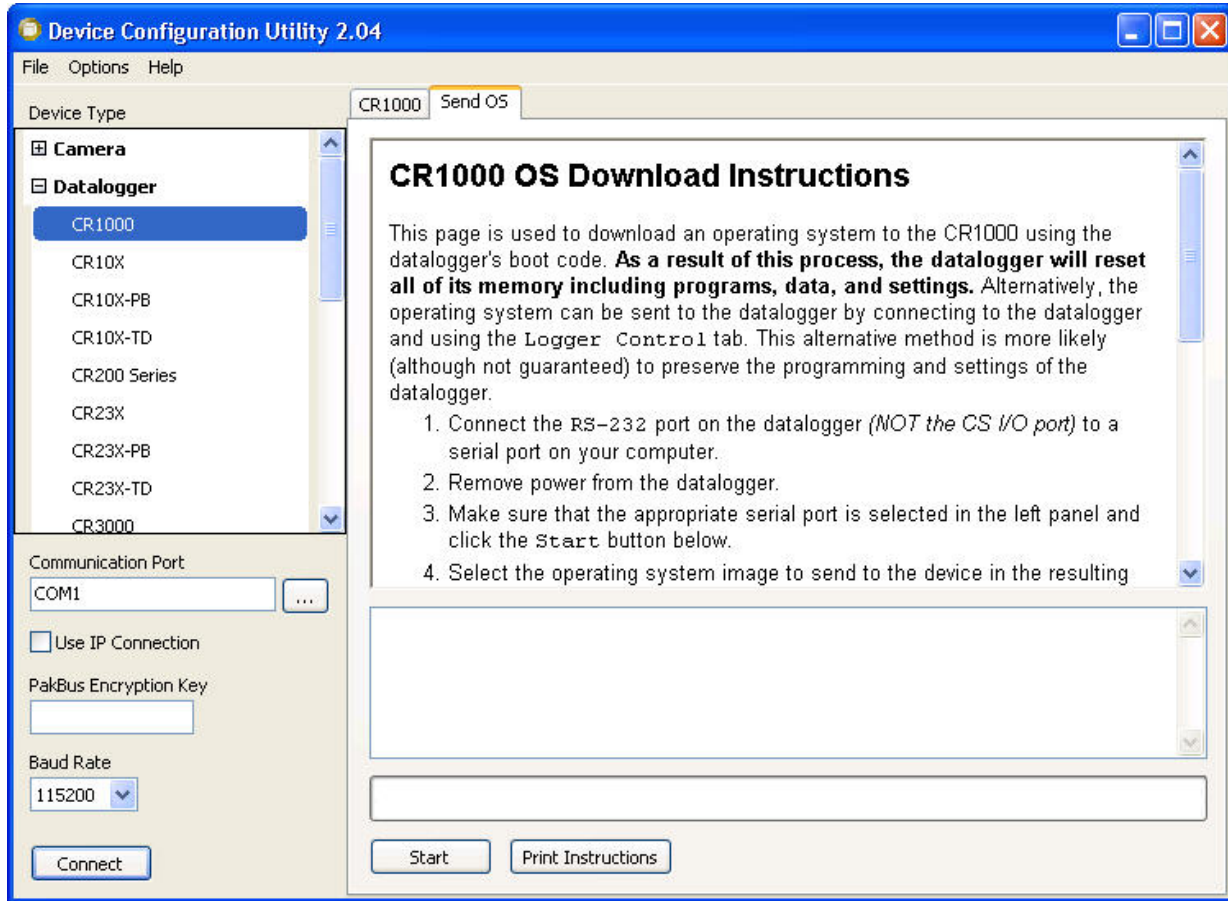 Device Configuration Utility 2.04
File Options Help
Device Type
Camera
Datalogger
CR1000
CR10X
CR10X-PB
CR10X-TD
CR200 Series
CR23X
CR23X-PB
CR23X-TD
CR3000
Communication Port
COM1
...
Use IP Connection
PakBus Encryption Key
Baud Rate
115200
Connect
CR1000 Send OS
CR1000 OS Download Instructions
This page is used to download an operating system to the CR1000 using the
datalogger's boot code. As a result of this process, the datalogger will reset
all of its memory including programs, data, and settings. Alternatively, the
operating system can be sent to the datalogger by connecting to the datalogger
and using the Logger Control tab. This alternative method is more likely
(although not guaranteed) to preserve the programming and settings of the
datalogger.
1. Connect the RS-232 port on the datalogger (NOT the CS I/O port) to a
serial port on your computer.
2. Remove power from the datalogger.
3. Make sure that the appropriate serial port is selected in the left panel and
click the Start button below.
4. Select the operating system image to send to the device in the resulting
Start Print Instructions